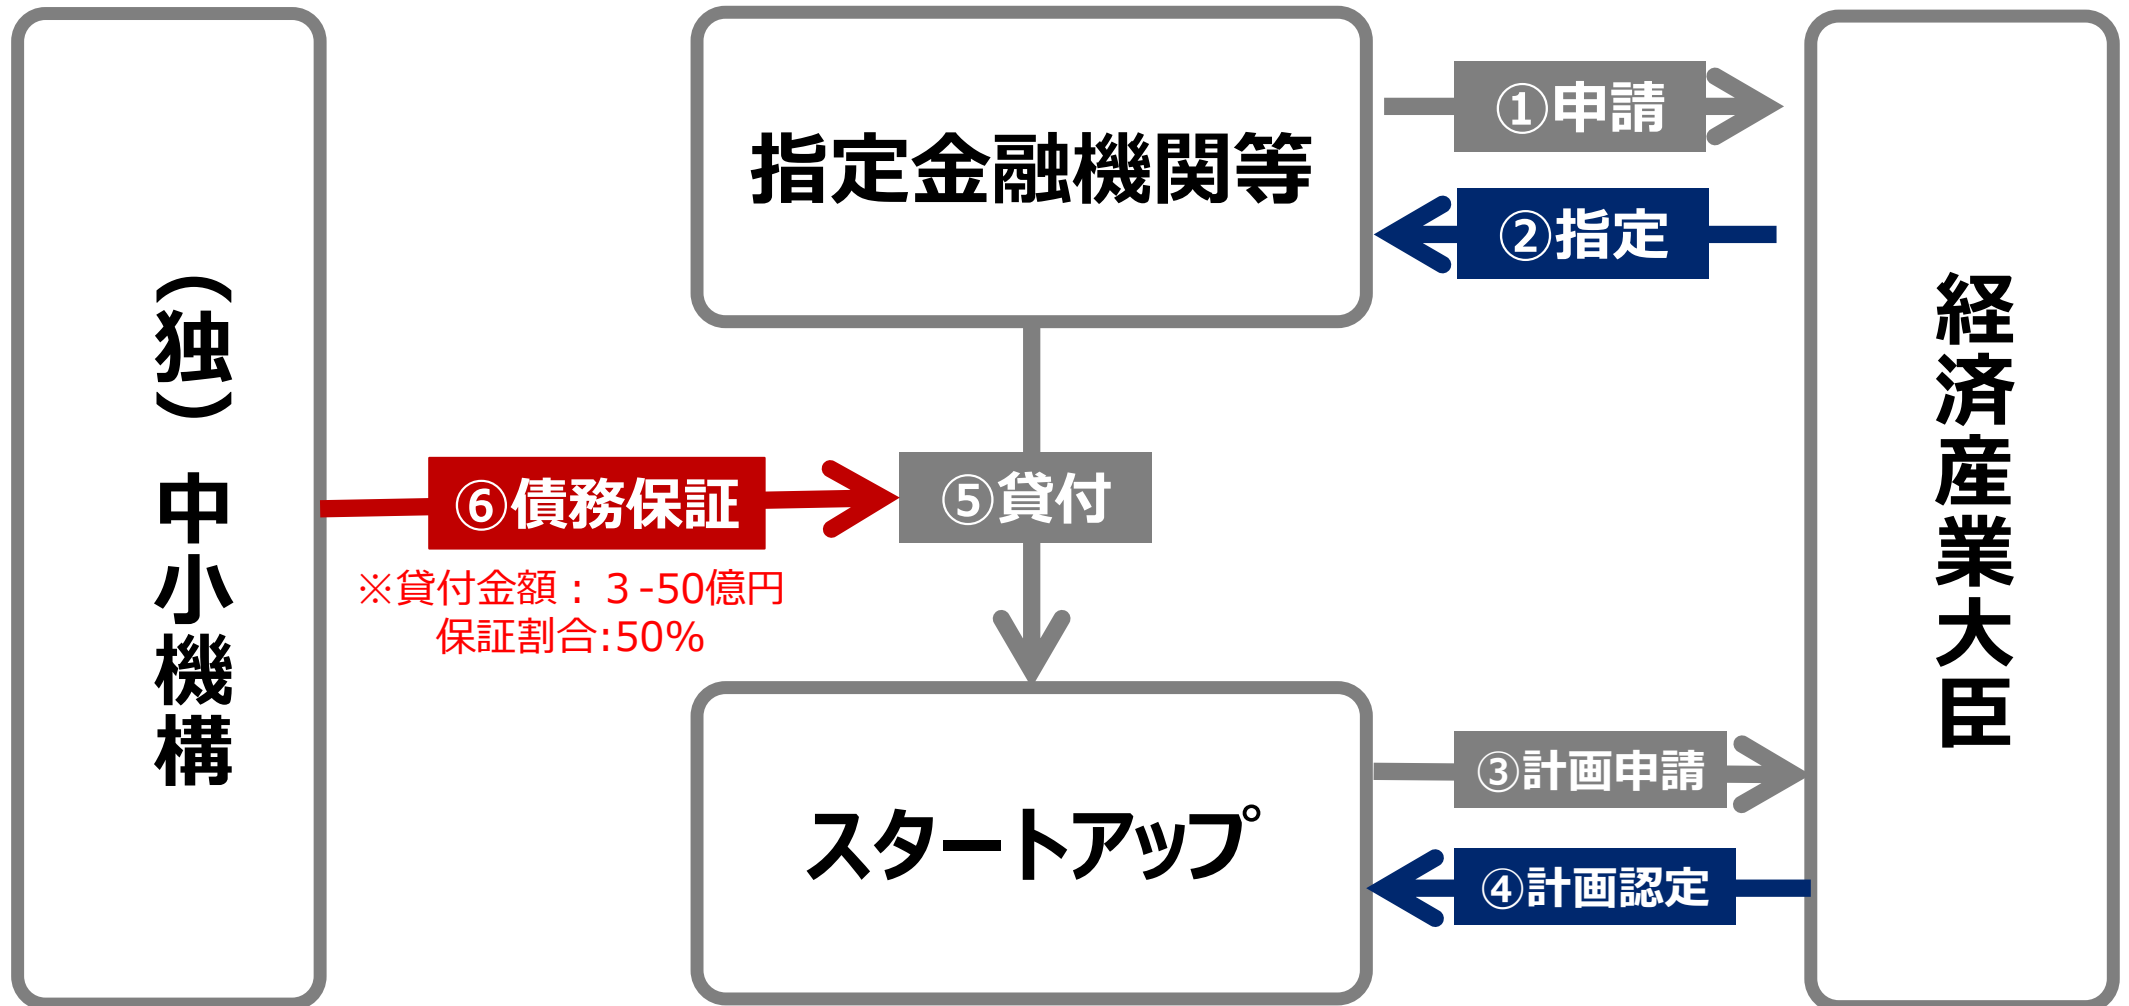 （独）中小機構
指定金融機関等
①申請
②指定
経済産業大臣
⑥債務保証
⑤貸付
※貸付金額：３-50億円
保証割合:50%
スタートアップ
③計画申請
④計画認定